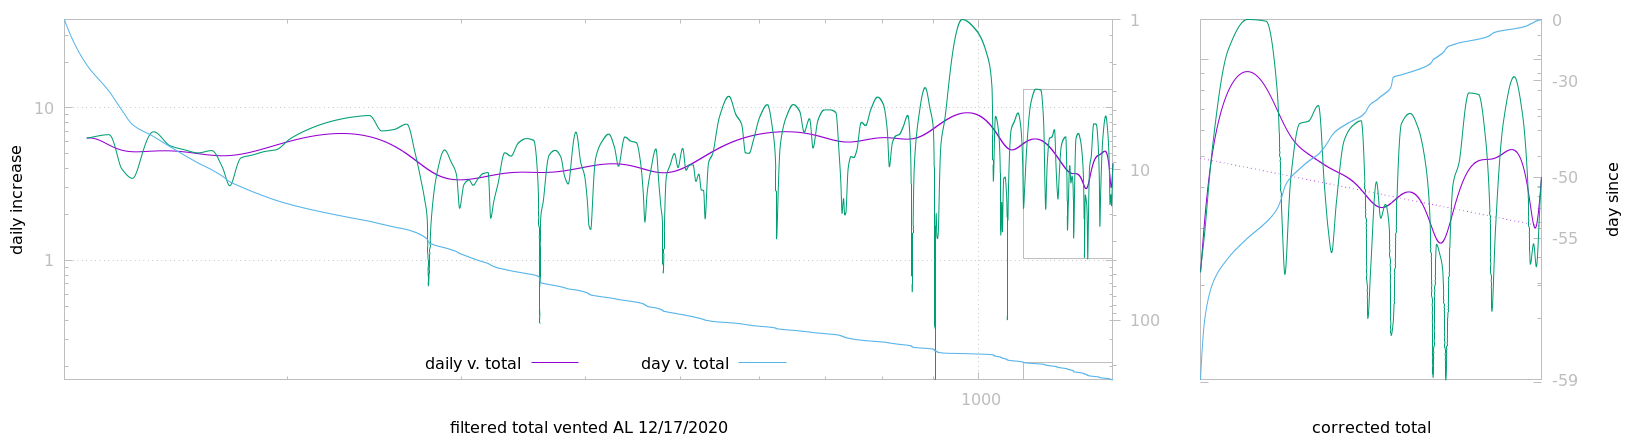 1
0
10
-30
daily increase
10
-50
day since
1
-55
100
daily v. total
day v. total
-59
1000
filtered total vented AL 12/17/2020
corrected total